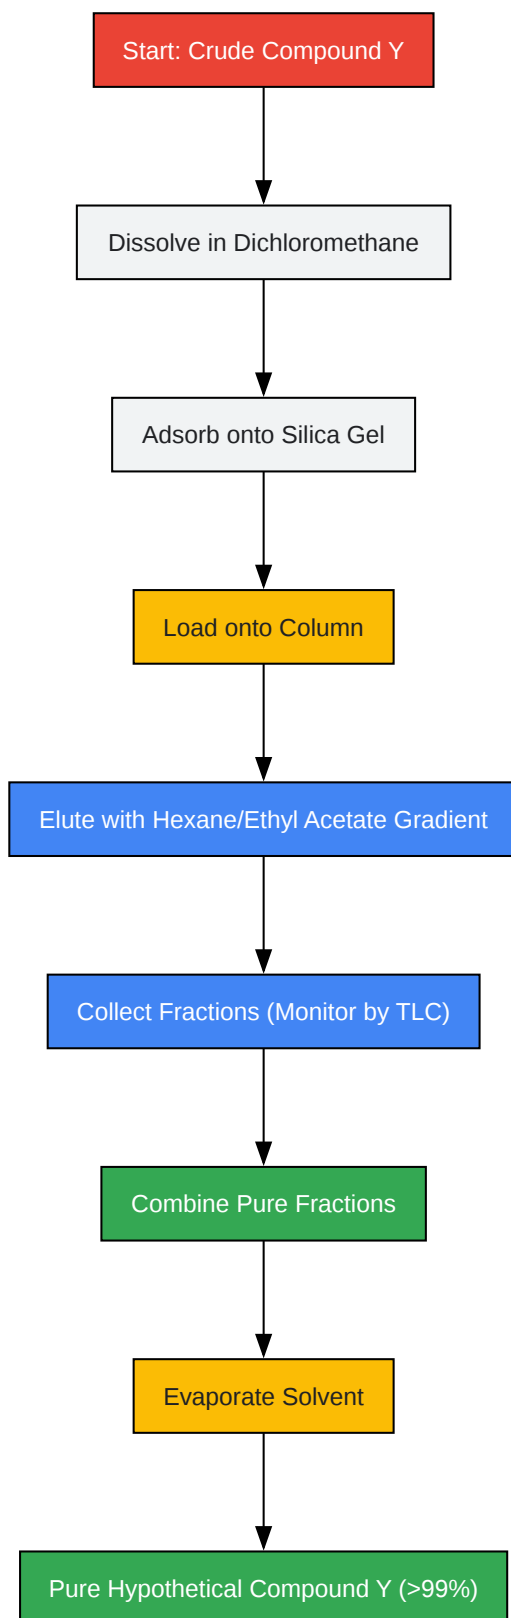 Start: Crude Compound Y
Dissolve in Dichloromethane
Adsorb onto Silica Gel
Load onto Column
Elute with Hexane/Ethyl Acetate Gradient
Collect Fractions (Monitor by TLC)
Combine Pure Fractions
Evaporate Solvent
Pure Hypothetical Compound Y (>99%)